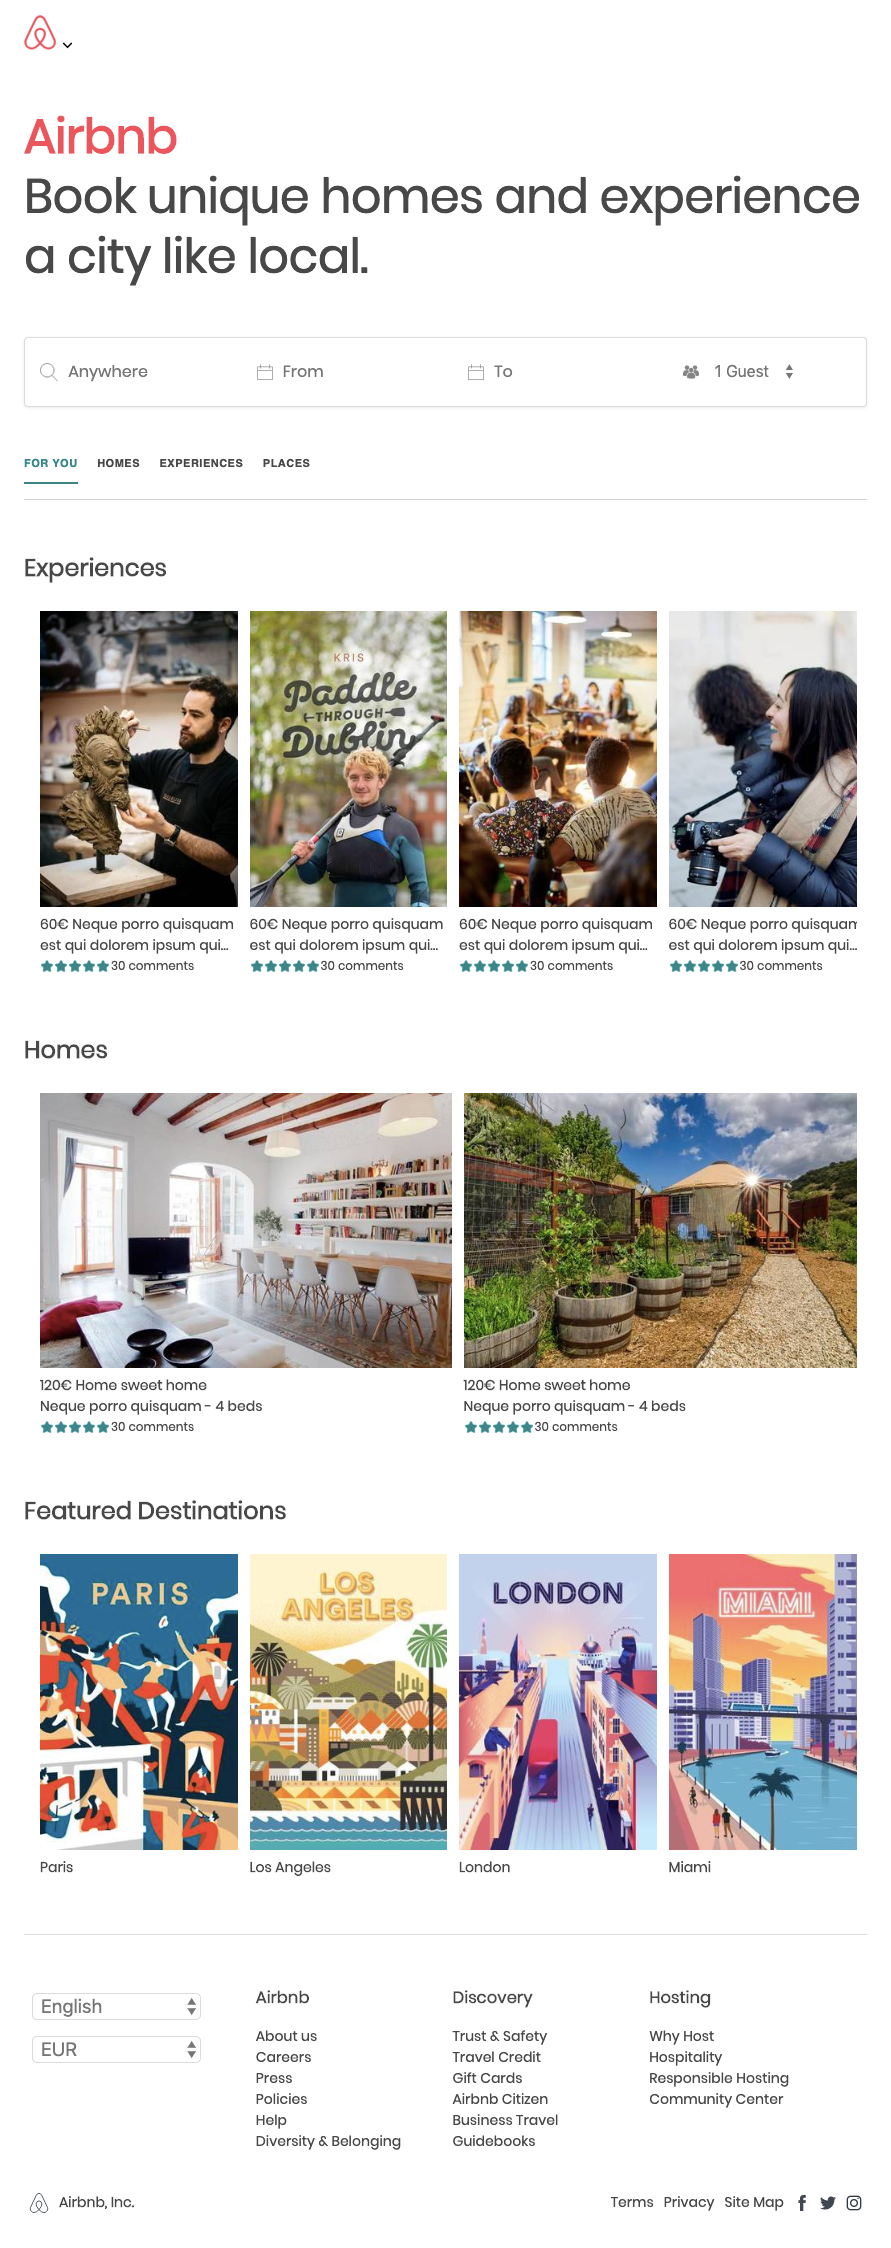 Airbnb
Book unique homes and experience
a city like local.
Anywhere
From
To
1 Guest
FOR YOU
HOMES
EXPERIENCES
PLACES
Experiences
KRIS
Paddle
THROUGH
Dublin
60€ Neque porro quisquam
est qui dolorem ipsum qui...
30 comments
60€ Neque porro quisquam
est qui dolorem ipsum qui...
30 comments
60€ Neque porro quisquam
est qui dolorem ipsum qui...
30 comments
60€ Neque porro quisquam
est qui dolorem ipsum qui...
30 comments
Homes
120€ Home sweet home
Neque porro quisquam - 4 beds
30 comments
120€ Home sweet home
Neque porro quisquam - 4 beds
30 comments
Featured Destinations
PARIS
LOS
ANGELES
LONDON
MIAMI
Paris
Los Angeles
London
Miami
English
EUR
Airbnb
About us
Careers
Press
Policies
Help
Diversity & Belonging
Discovery
Trust & Safety
Travel Credit
Gift Cards
Airbnb Citizen
Business Travel
Guidebooks
Hosting
Why Host
Hospitality
Responsible Hosting
Community Center
Airbnb, Inc.
Terms
Privacy
Site Map